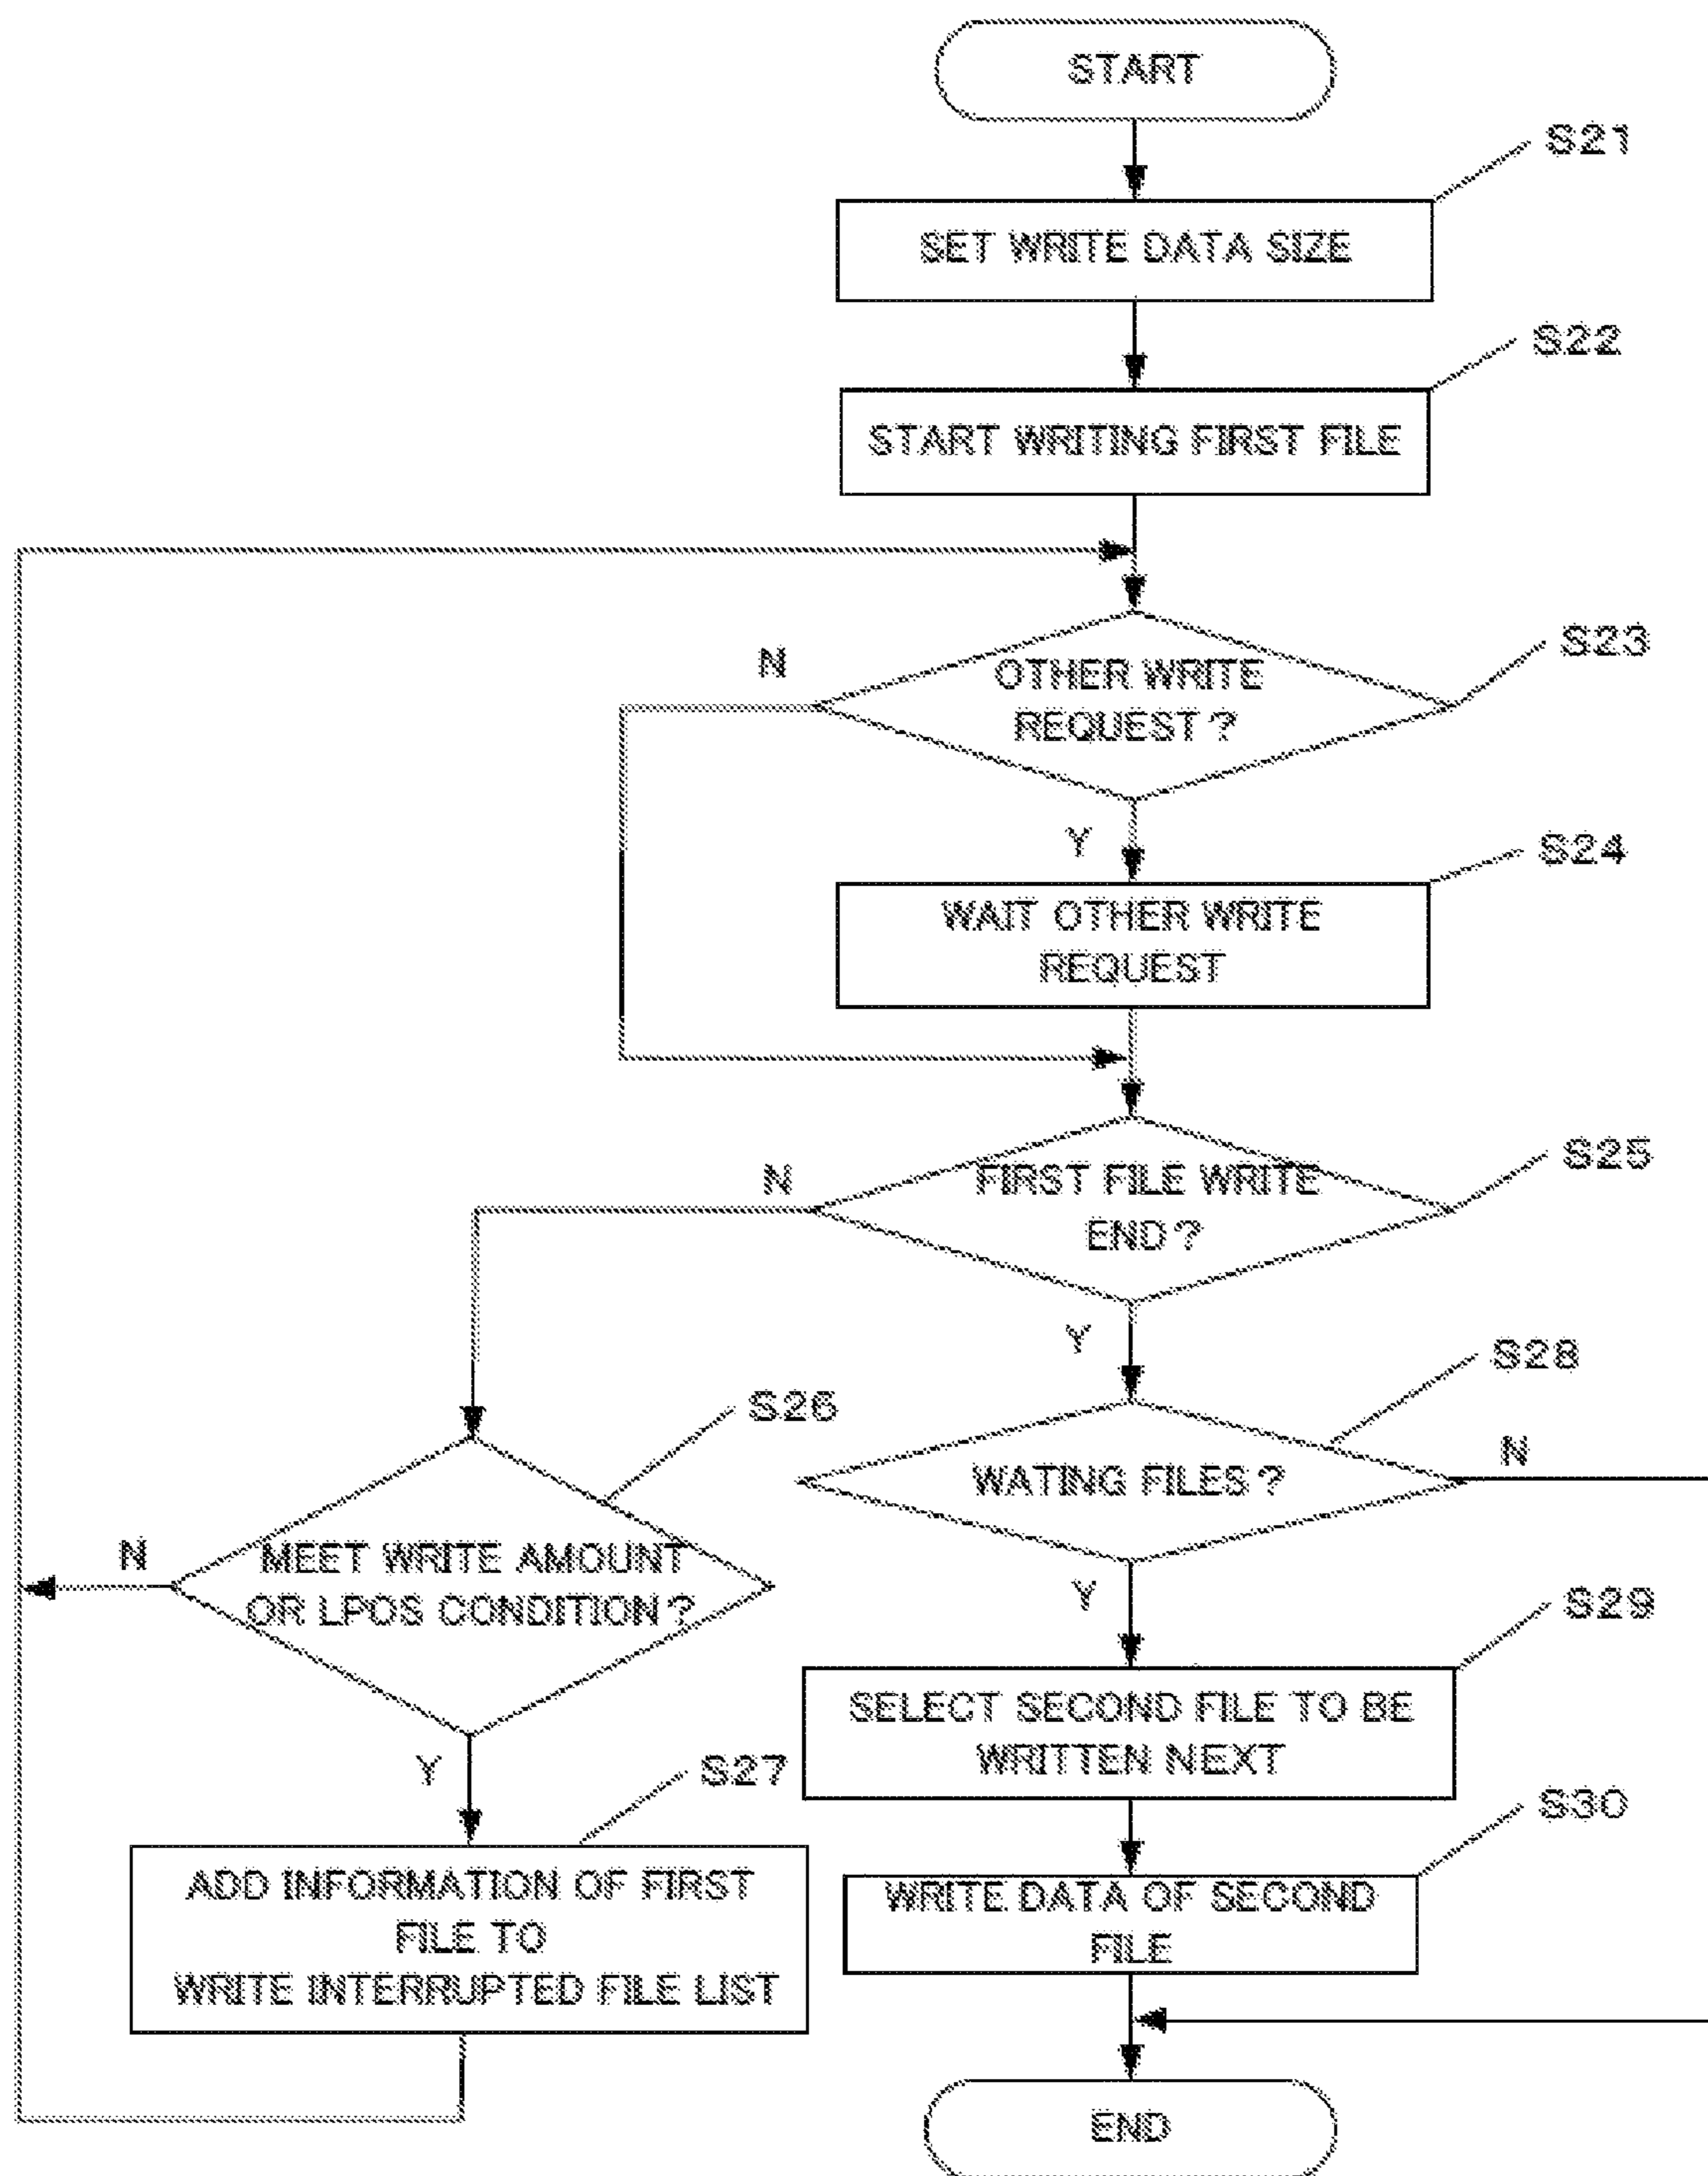 START
S21
SET WRITE DATA SIZE
S22
START WRITING FIRST FILE
S23
N
OTHER WRITE
REQUEST?
Y
S24
WAIT OTHER WRITE
REQUEST
S25
N
FIRST FILE WRITE
END?
Y
S28
S26
WATING FILES?
N
N
MEET WRITE AMOUNT
OR LPOS CONDITION?
Y
S29
SELECT SECOND FILE TO BE
WRITTEN NEXT
Y
S27
S30
ADD INFORMATION OF FIRST
FILE TO
WRITE INTERRUPTED FILE LIST
WRITE DATA OF SECOND
FILE
END